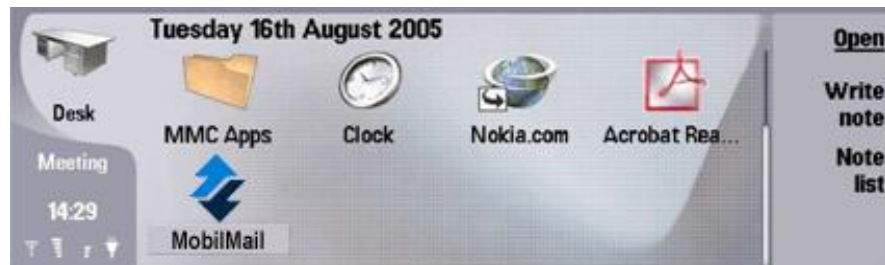 Tuesday 16th August 2005
Desk
MMC Apps
Clock
Nokia.com
Acrobat Rea...
Meeting
14:29
MobilMail
Open
Write
note
Note
list